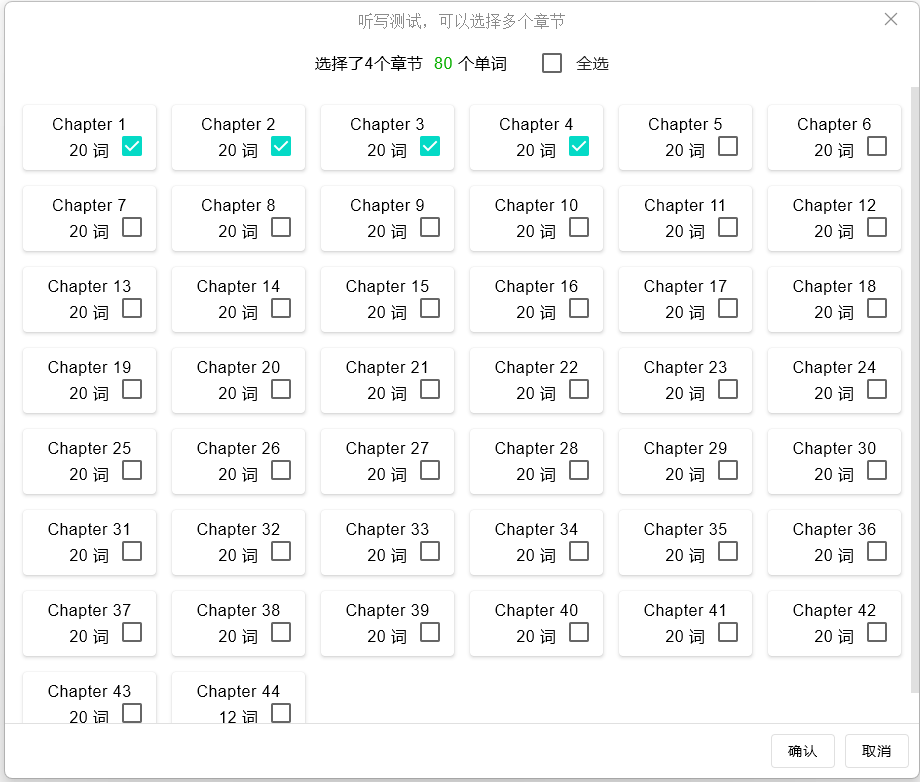 听写测试，可以选择多个章节
选择了4个章节 80 个单词 全选
Chapter 1
20 词
Chapter 2
20 词
Chapter 3
20 词
Chapter 4
20 词
Chapter 5
20 词
Chapter 6
20 词
Chapter 7
20 词
Chapter 8
20 词
Chapter 9
20 词
Chapter 10
20 词
Chapter 11
20 词
Chapter 12
20 词
Chapter 13
20 词
Chapter 14
20 词
Chapter 15
20 词
Chapter 16
20 词
Chapter 17
20 词
Chapter 18
20 词
Chapter 19
20 词
Chapter 20
20 词
Chapter 21
20 词
Chapter 22
20 词
Chapter 23
20 词
Chapter 24
20 词
Chapter 25
20 词
Chapter 26
20 词
Chapter 27
20 词
Chapter 28
20 词
Chapter 29
20 词
Chapter 30
20 词
Chapter 31
20 词
Chapter 32
20 词
Chapter 33
20 词
Chapter 34
20 词
Chapter 35
20 词
Chapter 36
20 词
Chapter 37
20 词
Chapter 38
20 词
Chapter 39
20 词
Chapter 40
20 词
Chapter 41
20 词
Chapter 42
20 词
Chapter 43
20 词
Chapter 44
12 词
确认
取消